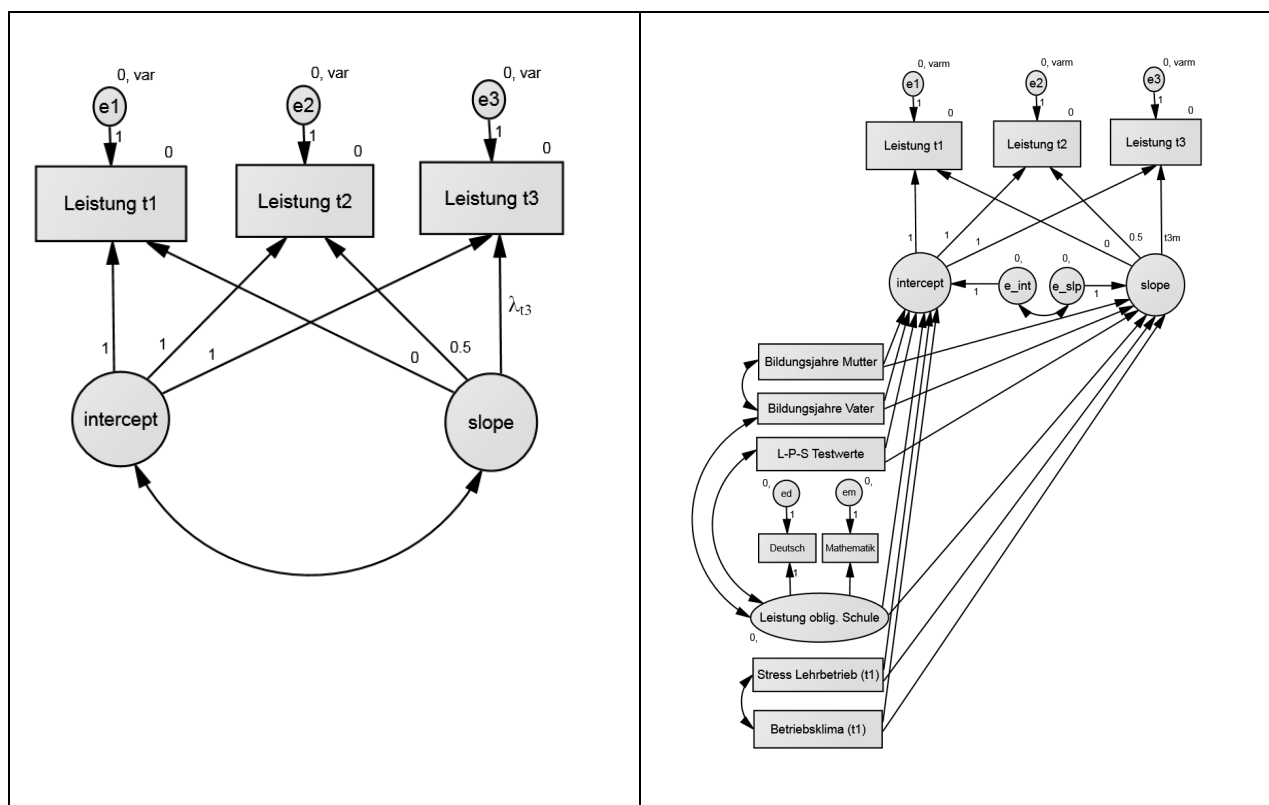 0, var
0, var
0, var
e1
e2
e3
1
1
1
0
0
0
Leistung t1
Leistung t2
Leistung t3
λt3
1
1
1
0
0.5
intercept
slope
0, varm
0, varm
0, varm
e1
e2
e3
1
1
1
0
0
0
Leistung t1
Leistung t2
Leistung t3
1
1
1
0
0.5
t3m
0,
0,
intercept
e_int
e_slp
slope
1
1
Bildungsjahre Mutter
Bildungsjahre Vater
L-P-S Testwerte
0,
0,
ed
em
1
1
Deutsch
Mathematik
1
Leistung oblig. Schule
0,
Stress Lehrbetrieb (t1)
Betriebsklima (t1)